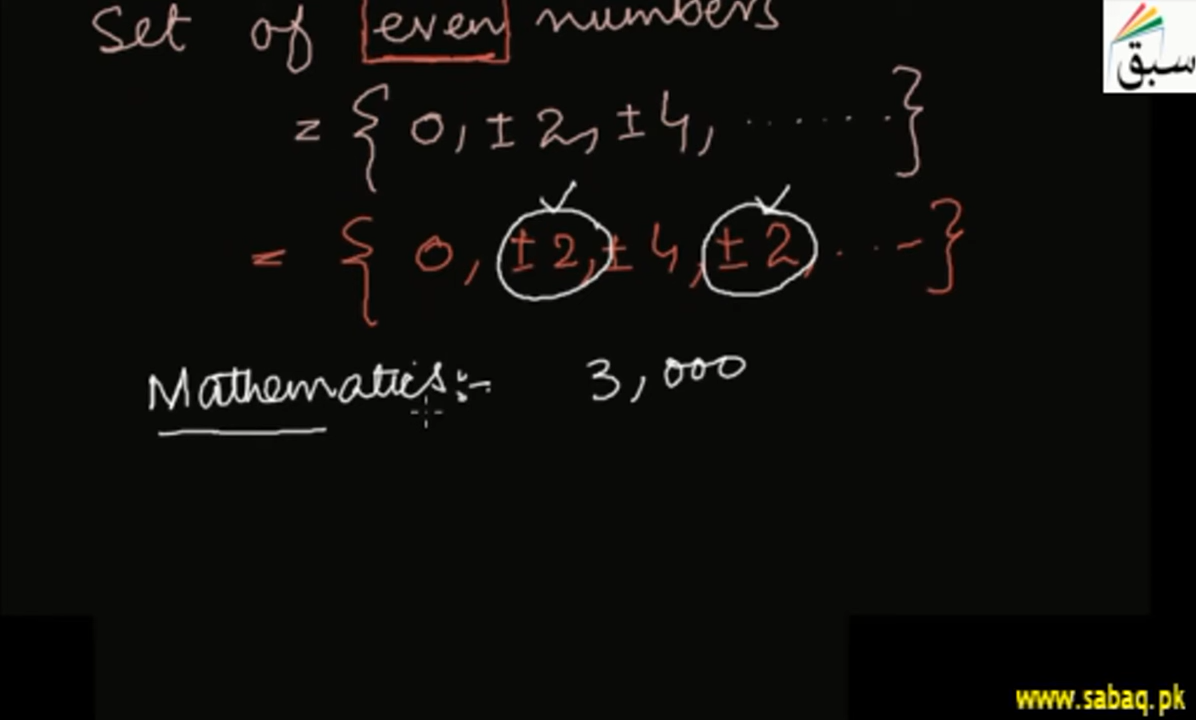 Set of even numbers
سبق
= { 0, ± 2, ± 4, ....... }
= { 0, ± 2, ± 4, ± 2, . . - }
Mathematics:- 3,000
www.sabaq.pk